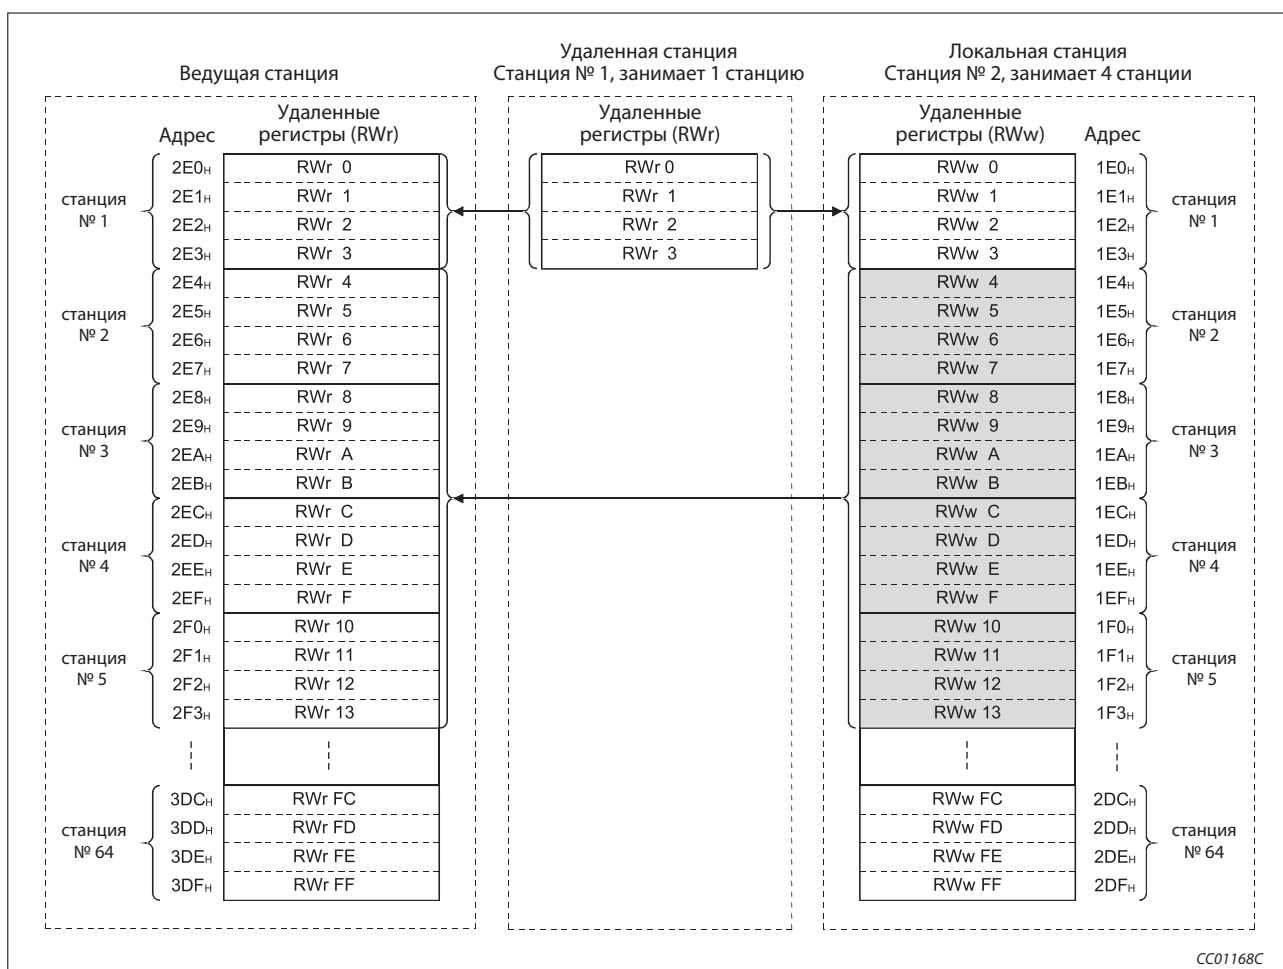 Ведущая станция
Удаленная станция
Станция № 1, занимает 1 станцию
Локальная станция
Станция № 2, занимает 4 станции
Адрес
Удаленные
регистры (RWr)
Удаленные
регистры (RWr)
Удаленные
регистры (RWw)
Адрес
станция
№ 1
2E0H RWr 0 RWr 0 RWw 0 1E0H
2E1H RWr 1 RWr 1 RWw 1 1E1H
2E2H RWr 2 RWr 2 RWw 2 1E2H
2E3H RWr 3 RWr 3 RWw 3 1E3H
станция
№ 1
станция
№ 2
2E4H RWr 4 RWw 4 1E4H
2E5H RWr 5 RWw 5 1E5H
2E6H RWr 6 RWw 6 1E6H
2E7H RWr 7 RWw 7 1E7H
станция
№ 2
станция
№ 3
2E8H RWr 8 RWw 8 1E8H
2E9H RWr 9 RWw 9 1E9H
2EAH RWr A RWw A 1EAH
2EBH RWr B RWw B 1EBH
станция
№ 3
станция
№ 4
2ECH RWr C RWw C 1ECH
2EDH RWr D RWw D 1EDH
2EEH RWr E RWw E 1EEH
2EFH RWr F RWw F 1EFH
станция
№ 4
станция
№ 5
2F0H RWr 10 RWw 10 1F0H
2F1H RWr 11 RWw 11 1F1H
2F2H RWr 12 RWw 12 1F2H
2F3H RWr 13 RWw 13 1F3H
станция
№ 5
станция
№ 64
3DCH RWr FC RWw FC 2DCH
3DDH RWr FD RWw FD 2DDH
3DEH RWr FE RWw FE 2DEH
3DFH RWr FF RWw FF 2DFH
станция
№ 64
CC01168C